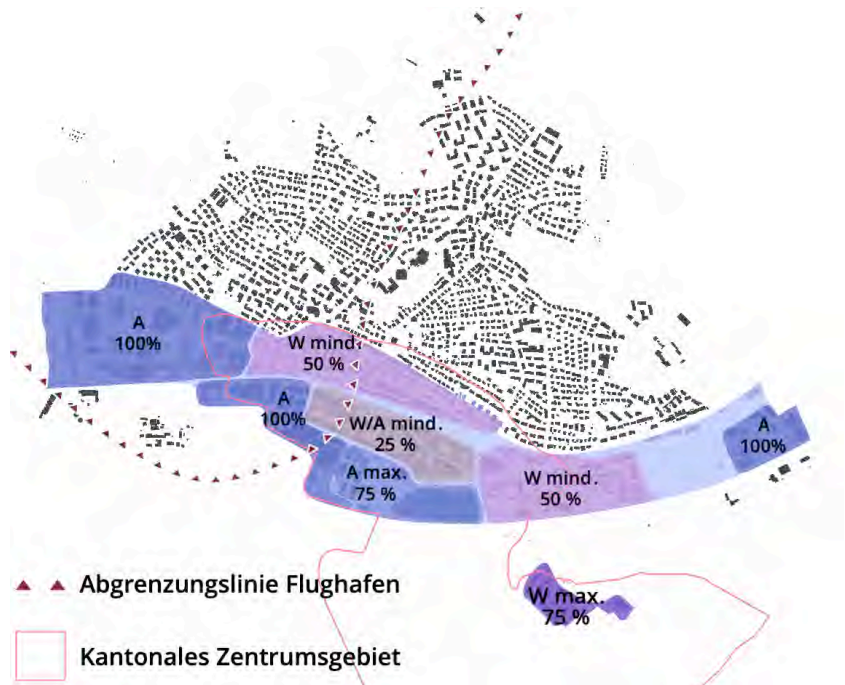 A
100%
W mind.
50 %
A
100%
W/A mind.
25 %
A
100%
A max.
75 %
W mind.
50 %
W max.
75 %
Abgrenzungslinie Flughafen
Kantonales Zentrumsgebiet